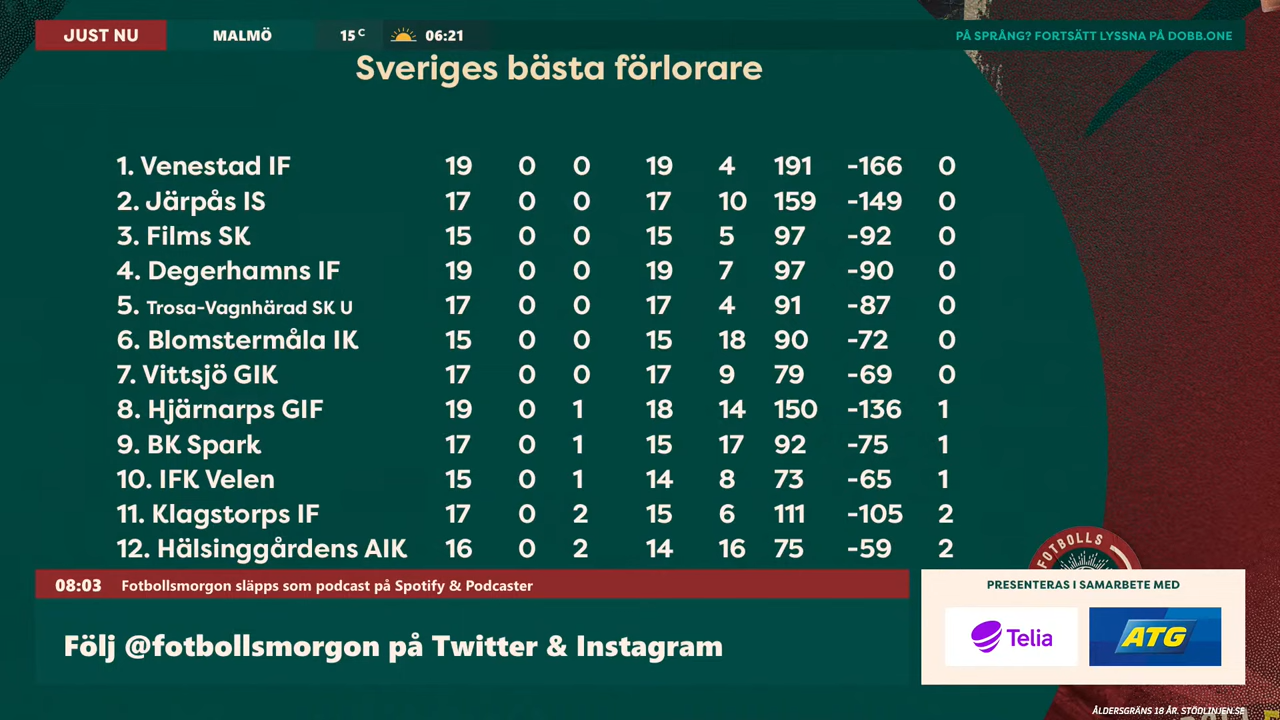 JUST NU MALMÖ 15 C 06:21 PÅ SPRÅNG? FORTSÄTT LYSSNA PÅ DOBB.ONE
Sveriges bästa förlorare
1. Venestad IF 19 0 0 19 4 191 -166 0
2. Järpås IS 17 0 0 17 10 159 -149 0
3. Films SK 15 0 0 15 5 97 -92 0
4. Degerhamns IF 19 0 0 19 7 97 -90 0
5. Trosa-Vagnhärad SK U 17 0 0 17 4 91 -87 0
6. Blomstermåla IK 15 0 0 15 18 90 -72 0
7. Vittsjö GIK 17 0 0 17 9 79 -69 0
8. Hjärnarps GIF 19 0 1 18 14 150 -136 1
9. BK Spark 17 0 1 15 17 92 -75 1
10. IFK Velen 15 0 1 14 8 73 -65 1
11. Klagstorps IF 17 0 2 15 6 111 -105 2
12. Hälsinggårdens AIK 16 0 2 14 16 75 -59 2
FOTBOLLS
08:03 Fotbollsmorgon släpps som podcast på Spotify & Podcaster
PRESENTERAS I SAMARBETE MED
Följ @fotbollsmorgon på Twitter & Instagram
Telia ATG
ÅLDERSGRÄNS 18 ÅR. STÖDLINJEN.SE